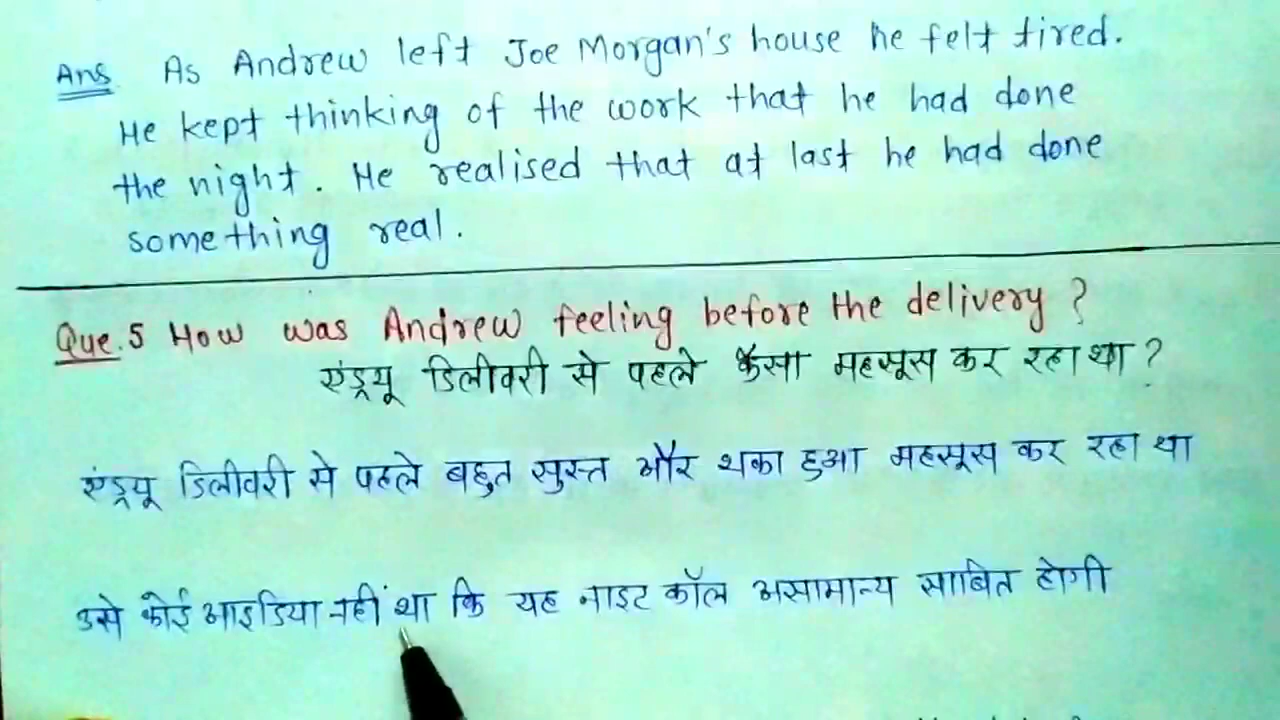 Ans As Andrew left Joe Morgan's house he felt tired.
He kept thinking of the work that he had done
the night. He realised that at last he had done
something real.
Que. 5 How was Andrew feeling before the delivery ?
एंड्र्यू डिलीवरी से पहले कैसा महसूस कर रहा था ?
एंड्र्यू डिलीवरी से पहले बहुत सुस्त और थका हुआ महसूस कर रहा था
उसे कोई आइडिया नहीं था कि यह नाइट कॉल असामान्य साबित होगी